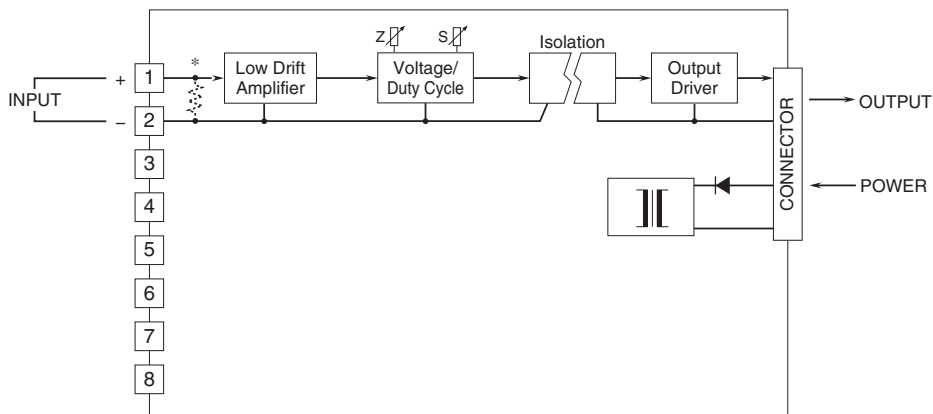 Z S Isolation
*
INPUT + 1 Low Drift Amplifier Voltage/ Duty Cycle Output Driver OUTPUT
− 2
3
4
5
6
7
8
CONNECTOR
POWER